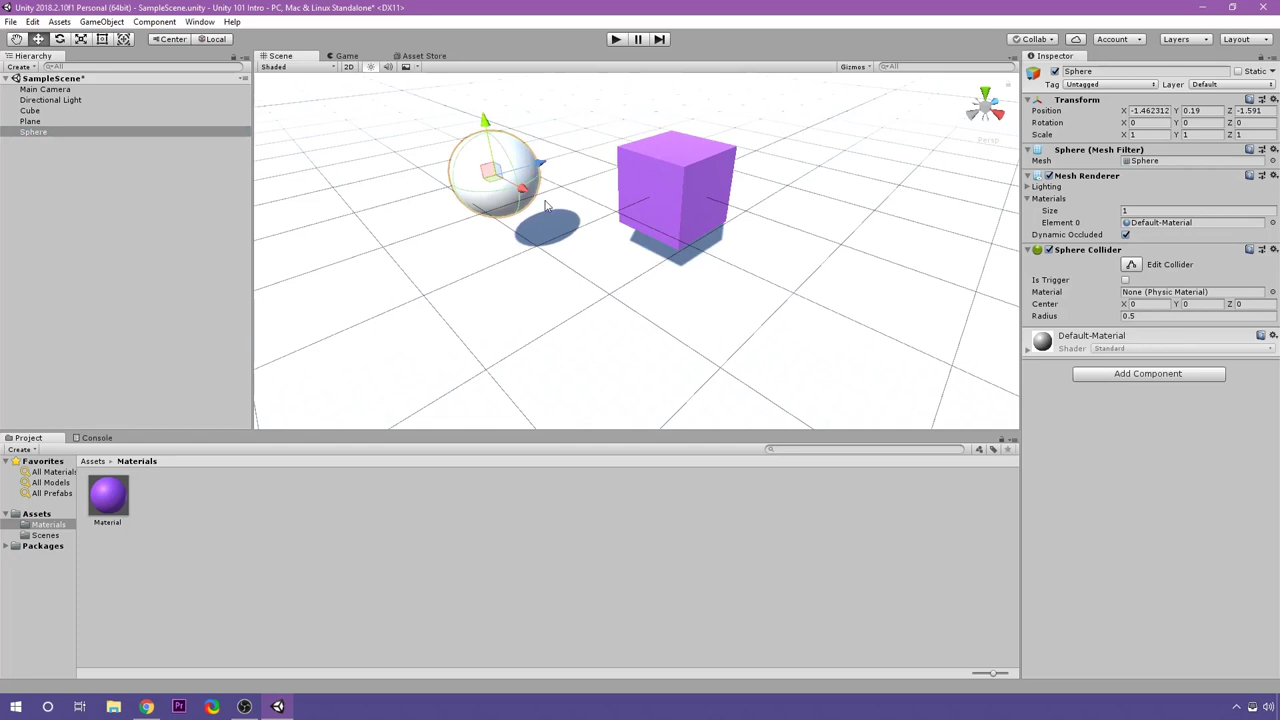 Unity 2018.2.10f1 Personal (64bit) - SampleScene.unity - Unity 101 Intro - PC, Mac & Linux Standalone* <DX11>
File Edit Assets GameObject Component Window Help
Center Local Collab Account Layers Layout
Hierarchy Scene Game Asset Store Inspector
Create All Shaded 2D Gizmos All
SampleScene*
Main Camera
Directional Light
Cube
Plane
Sphere
Persp
Sphere Static
Tag Untagged Layer Default
Transform
Position X -1.462312 Y 0.19 Z -1.591
Rotation X 0 Y 0 Z 0
Scale X 1 Y 1 Z 1
Sphere (Mesh Filter)
Mesh Sphere
Mesh Renderer
Lighting
Materials
Size 1
Element 0 Default-Material
Dynamic Occluded
Sphere Collider
Edit Collider
Is Trigger
Material None (Physic Material)
Center X 0 Y 0 Z 0
Radius 0.5
Default-Material
Shader Standard
Add Component
Project Console
Create
Favorites
All Materials
All Models
All Prefabs
Assets
Materials
Scenes
Packages
Assets Materials
Material
Pr